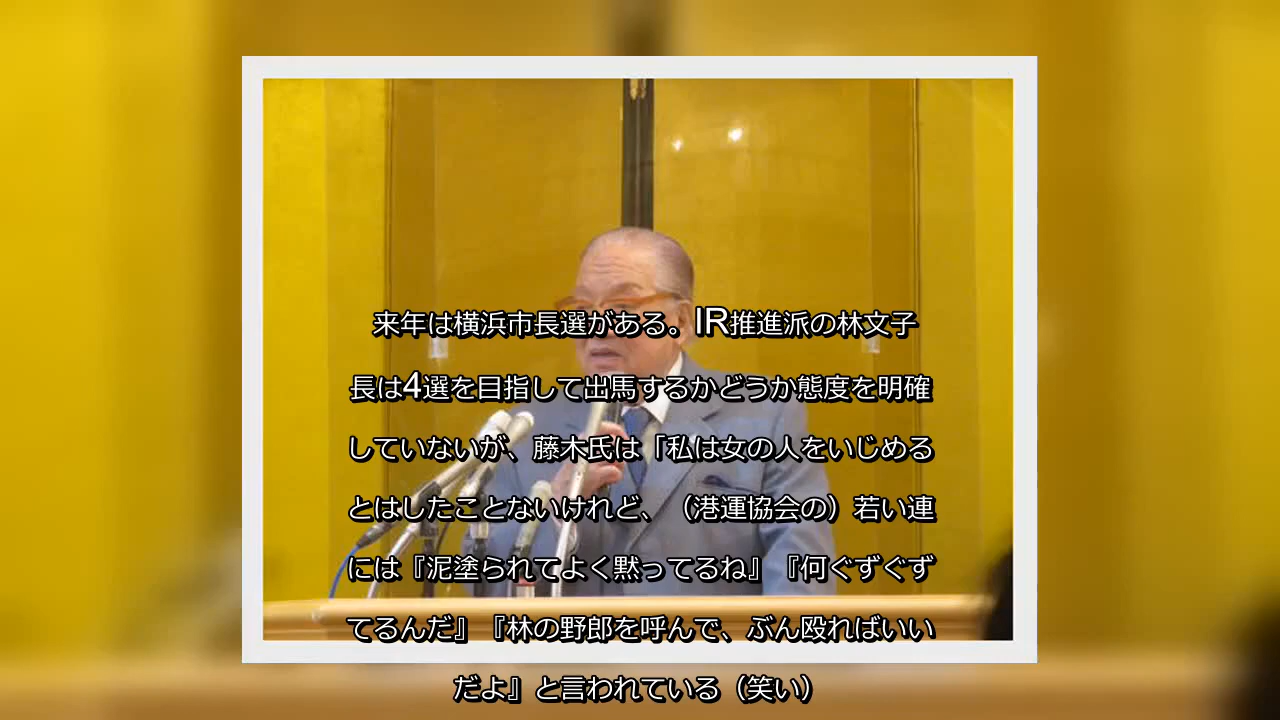 来年は横浜市長選がある。IR推進派の林文子
長は4選を目指して出馬するかどうか態度を明確
していないが、藤木氏は「私は女の人をいじめる
とはしたことないけれど、（港運協会の）若い連
には『泥塗られてよく黙ってるね』『何ぐずぐず
てるんだ』『林の野郎を呼んで、ぶん殴ればいい
だよ』と言われている（笑い）